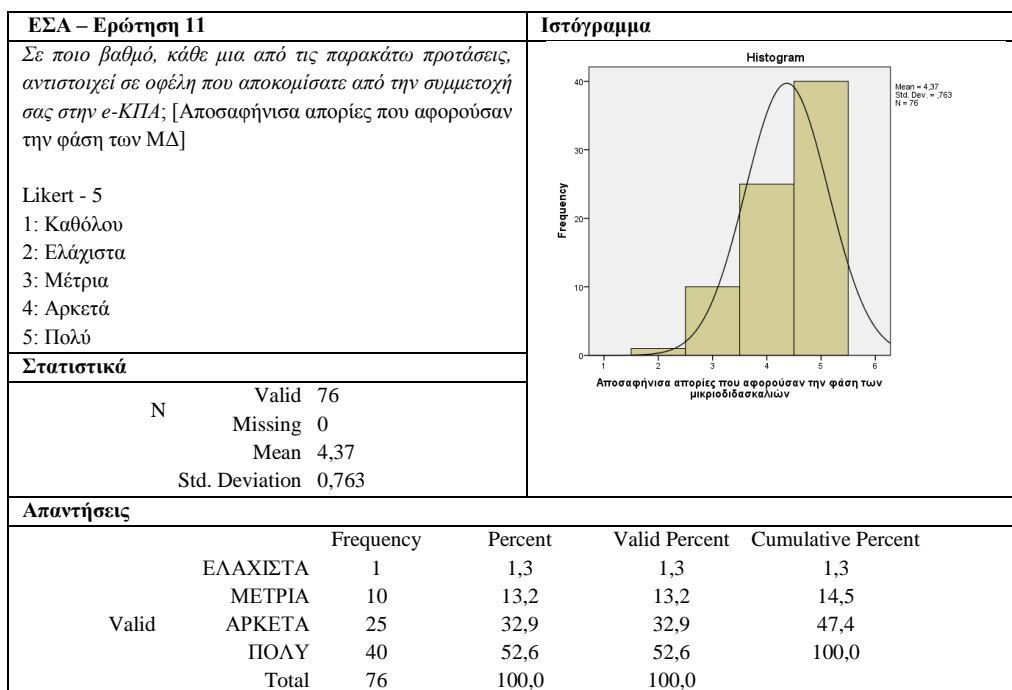 ΕΣΑ – Ερώτηση 11
Σε ποιο βαθμό, κάθε μια από τις παρακάτω προτάσεις,
αντιστοιχεί σε οφέλη που αποκομίσατε από την συμμετοχή
σας στην e-ΚΠΑ; [Αποσαφήνισα απορίες που αφορούσαν
την φάση των ΜΔ]
Likert - 5
1: Καθόλου
2: Ελάχιστα
3: Μέτρια
4: Αρκετά
5: Πολύ
Ιστόγραμμα
Histogram
Mean = 4,37
Std. Dev. = ,763
N = 76
Frequency
40
30
20
10
0
1 2 3 4 5 6
Αποσαφήνισα απορίες που αφορούσαν την φάση των
μικριοδιδασκαλιών
Στατιστικά
N Valid 76
Missing 0
Mean 4,37
Std. Deviation 0,763
Απαντήσεις
Frequency Percent Valid Percent Cumulative Percent
ΕΛΑΧΙΣΤΑ 1 1,3 1,3 1,3
ΜΕΤΡΙΑ 10 13,2 13,2 14,5
Valid ΑΡΚΕΤΑ 25 32,9 32,9 47,4
ΠΟΛΥ 40 52,6 52,6 100,0
Total 76 100,0 100,0